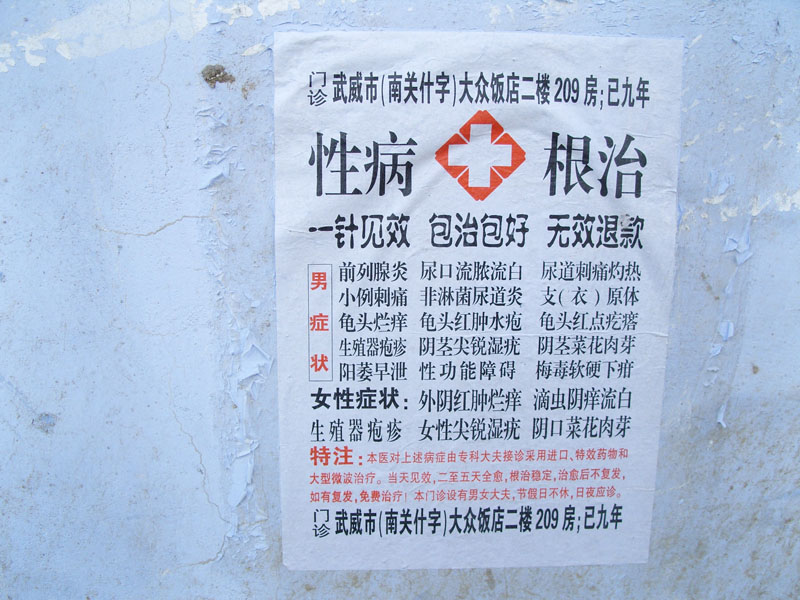 门诊 武威市(南关什字)大众饭店二楼 209 房;已九年
性病 根治
一针见效 包治包好 无效退款
男症状
前列腺炎 尿口流脓流白 尿道刺痛灼热
小例刺痛 非淋菌尿道炎 支(衣)原体
龟头烂痒 龟头红肿水疱 龟头红点疙瘩
生殖器疱疹 阴茎尖锐湿疣 阴茎菜花肉芽
阳萎早泄 性功能障碍 梅毒软硬下疳
女性症状: 外阴红肿烂痒 滴虫阴痒流白
生殖器疱疹 女性尖锐湿疣 阴口菜花肉芽
特注:本医对上述病症由专科大夫接诊采用进口、特效药物和
大型微波治疗。当天见效,二至五天全愈,根治稳定,治愈后不复发,
如有复发,免费治疗!本门诊设有男女大夫,节假日不休,日夜应诊。
门诊 武威市(南关什字)大众饭店二楼 209 房;已九年